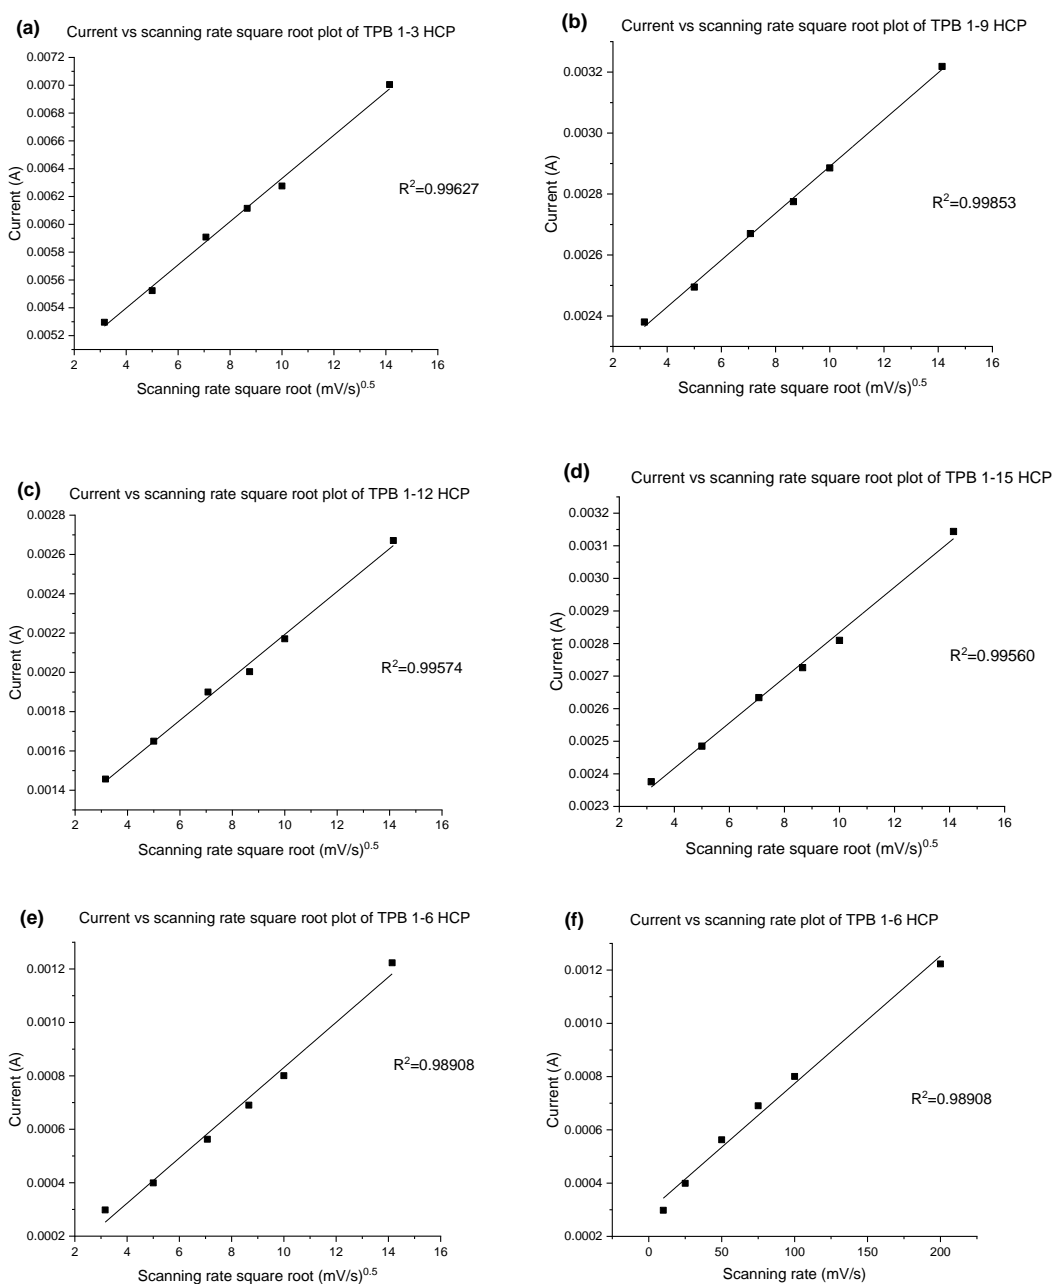 (a)
Current vs scanning rate square root plot of TPB 1-3 HCP
0.0072
0.0070
0.0068
0.0066
0.0064
0.0062
0.0060
0.0058
0.0056
0.0054
0.0052
Current (A)
R²=0.99627
2 4 6 8 10 12 14 16
Scanning rate square root (mV/s)^0.5
(b)
Current vs scanning rate square root plot of TPB 1-9 HCP
0.0032
0.0030
0.0028
0.0026
0.0024
Current (A)
R²=0.99853
2 4 6 8 10 12 14 16
Scanning rate square root (mV/s)^0.5
(c)
Current vs scanning rate square root plot of TPB 1-12 HCP
0.0028
0.0026
0.0024
0.0022
0.0020
0.0018
0.0016
0.0014
Current (A)
R²=0.99574
2 4 6 8 10 12 14 16
Scanning rate square root (mV/s)^0.5
(d)
Current vs scanning rate square root plot of TPB 1-15 HCP
0.0032
0.0031
0.0030
0.0029
0.0028
0.0027
0.0026
0.0025
0.0024
0.0023
Current (A)
R²=0.99560
2 4 6 8 10 12 14 16
Scanning rate square root (mV/s)^0.5
(e)
Current vs scanning rate square root plot of TPB 1-6 HCP
0.0012
0.0010
0.0008
0.0006
0.0004
0.0002
Current (A)
R²=0.98908
2 4 6 8 10 12 14 16
Scanning rate square root (mV/s)^0.5
(f)
Current vs scanning rate plot of TPB 1-6 HCP
0.0012
0.0010
0.0008
0.0006
0.0004
0.0002
Current (A)
R²=0.98908
0 50 100 150 200
Scanning rate (mV/s)